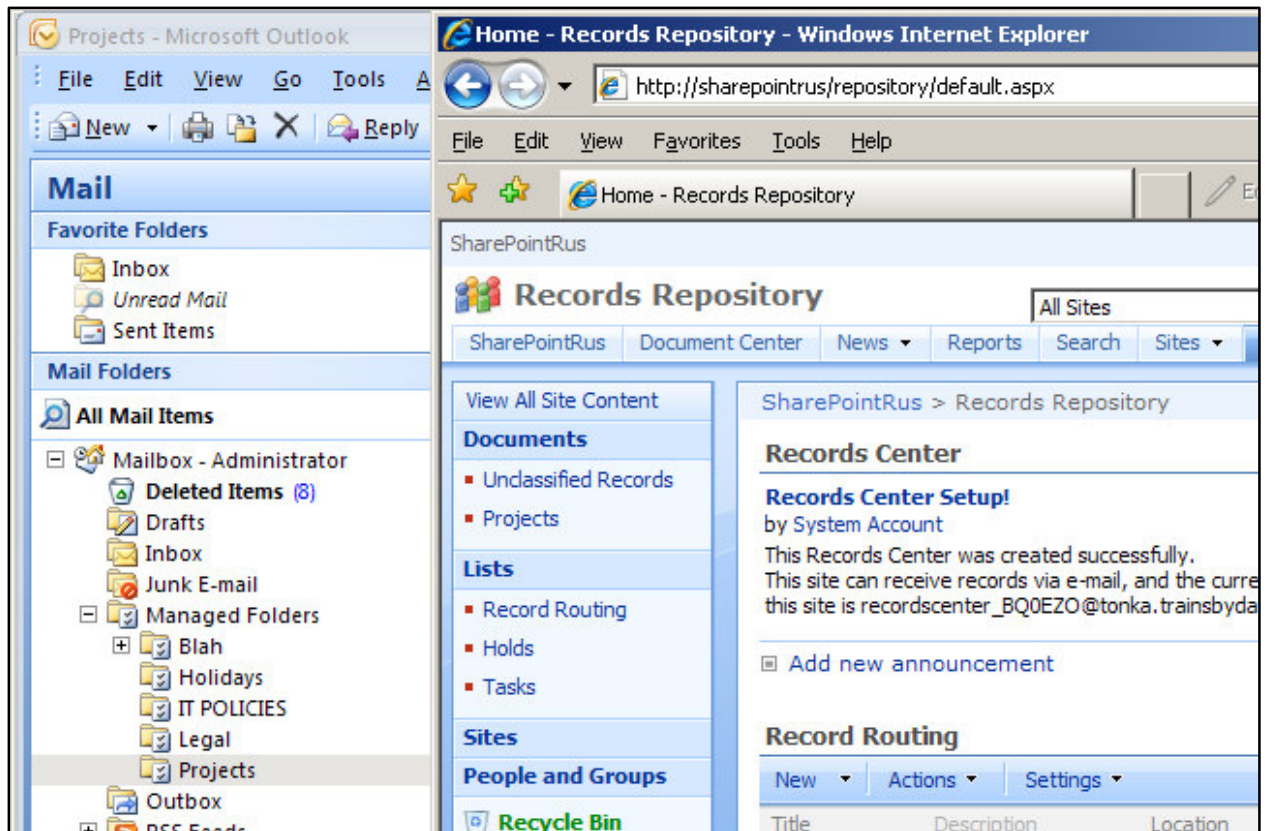 Projects - Microsoft Outlook
File Edit View Go Tools A
New Reply
Mail
Favorite Folders
Inbox
Unread Mail
Sent Items
Mail Folders
All Mail Items
Mailbox - Administrator
Deleted Items (8)
Drafts
Inbox
Junk E-mail
Managed Folders
Blah
Holidays
IT POLICIES
Legal
Projects
Outbox
RSS Feeds
Home - Records Repository - Windows Internet Explorer
http://sharepointrus/repository/default.aspx
File Edit View Favorites Tools Help
Home - Records Repository
SharePointRus
Records Repository
All Sites
SharePointRus Document Center News Reports Search Sites
View All Site Content
Documents
Unclassified Records
Projects
Lists
Record Routing
Holds
Tasks
Sites
People and Groups
Recycle Bin
SharePointRus > Records Repository
Records Center
Records Center Setup!
by System Account
This Records Center was created successfully.
This site can receive records via e-mail, and the curre
this site is recordscenter_BQ0EZO@tonka.trainsbyda
Add new announcement
Record Routing
New Actions Settings
Title Description Location